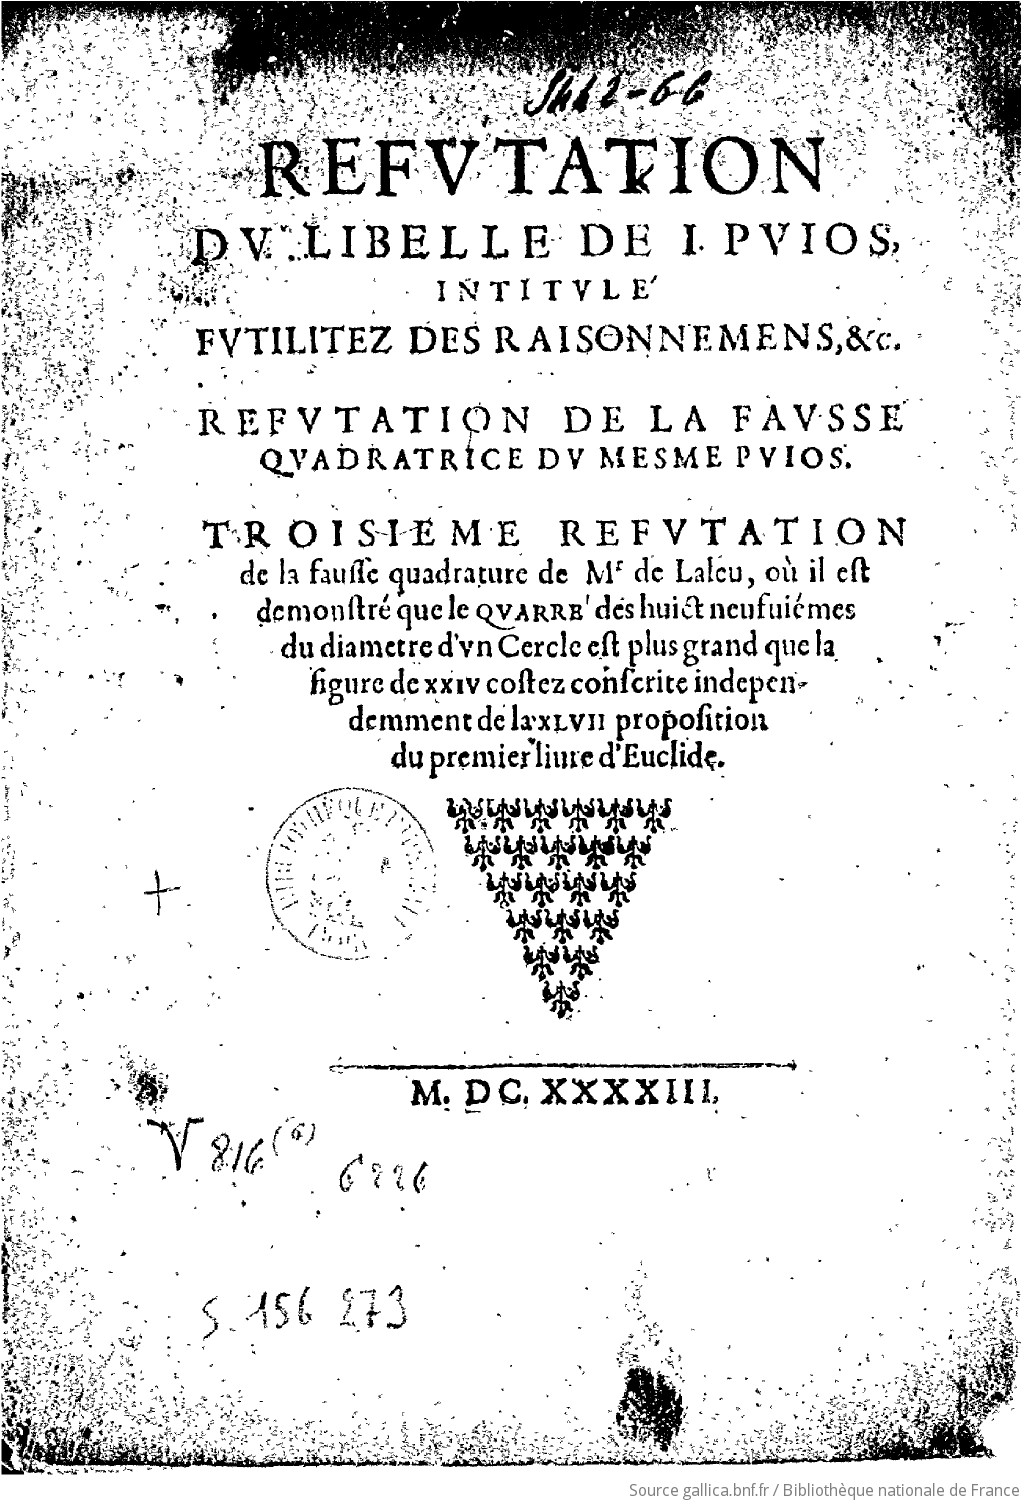 REFVTATION
DV LIBELLE DE I. PVIOS,
INTITVLE'
FVTILITEZ DES RAISONNEMENS, &c.
REFVTATION DE LA FAVSSE
QVADRATRICE DV MESME PVIOS.
TROISIEME REFVTATION
de la fauſſe quadrature de Mr de Laleu, où il eſt
demonſtré que le QVARRE' des huict neufuiémes
du diametre d'vn Cercle eſt plus grand que la
figure de XXIV coſtez conſcrite indepen-
demment de la XLVII propoſition
du premier liure d'Euclide.
M. DC. XXXXIII.
V 816 (6)
6226
S. 156 273
Source gallica.bnf.fr / Bibliothèque nationale de France